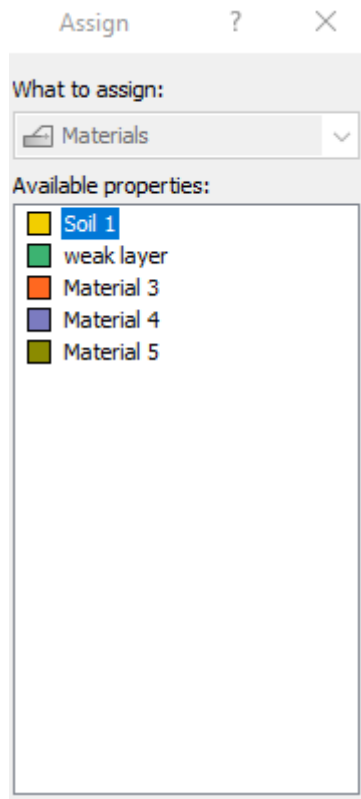 Assign ? ×
What to assign:
Materials
Available properties:
Soil 1
weak layer
Material 3
Material 4
Material 5